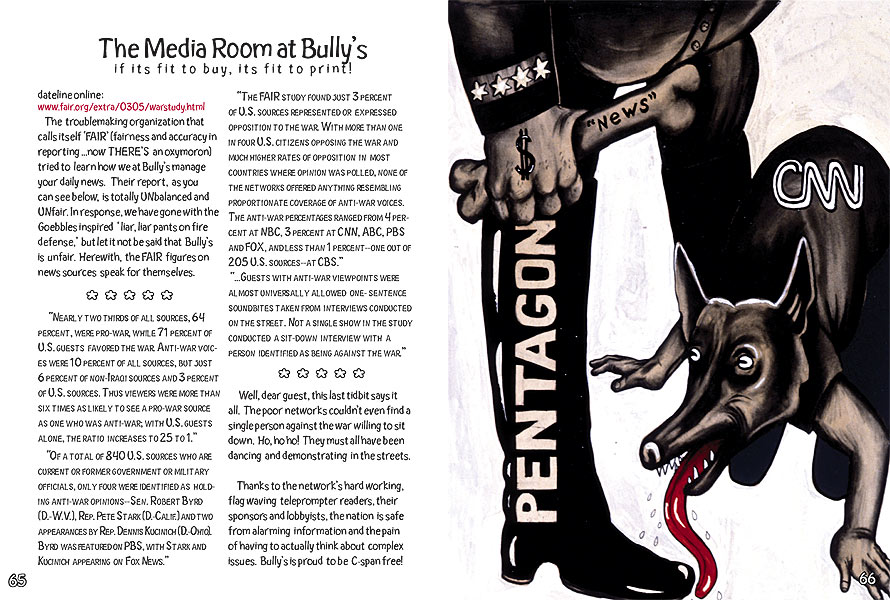 The Media Room at Bully's
if its fit to buy, its fit to print!
dateline online:
www.fair.org/extra/0305/warstudy.html
The troublemaking organization that
calls itself 'FAIR' (fairness and accuracy in
reporting ...now THERE'S an oxymoron)
tried to learn how we at Bully's manage
your daily news. Their report, as you
can see below, is totally UNbalanced and
UNfair. In response, we have gone with the
Goebbles inspired "liar, liar pants on fire
defense," but let it not be said that Bully's
is unfair. Herewith, the FAIR figures on
news sources speak for themselves.
"Nearly two thirds of all sources, 64
percent, were pro-war, while 71 percent of
U.S. guests favored the war. Anti-war voic-
es were 10 percent of all sources, but just
6 percent of non-Iraqi sources and 3 percent
of U.S. sources. Thus viewers were more than
six times as likely to see a pro-war source
as one who was anti-war; with U.S. guests
alone, the ratio increases to 25 to 1."
"Of a total of 840 U.S. sources who are
current or former government or military
officials, only four were identified as hold-
ing anti-war opinions--Sen. Robert Byrd
(D.-W.V.), Rep. Pete Stark (D.-Calif.) and two
appearances by Rep. Dennis Kucinich (D.-Ohio).
Byrd was featured on PBS, with Stark and
Kucinich appearing on Fox News."
65
"The FAIR study found just 3 percent
of U.S. sources represented or expressed
opposition to the war. With more than one
in four U.S. citizens opposing the war and
much higher rates of opposition in most
countries where opinion was polled, none of
the networks offered anything resembling
proportionate coverage of anti-war voices.
The anti-war percentages ranged from 4 per-
cent at NBC, 3 percent at CNN, ABC, PBS
and FOX, and less than 1 percent--one out of
205 U.S. sources--at CBS."
"...Guests with anti-war viewpoints were
almost universally allowed one- sentence
soundbites taken from interviews conducted
on the street. Not a single show in the study
conducted a sit-down interview with a
person identified as being against the war."
Well, dear guest, this last tidbit says it
all. The poor networks couldn't even find a
single person against the war willing to sit
down. Ho, ho ho! They must all have been
dancing and demonstrating in the streets.
Thanks to the network's hard working,
flag waving teleprompter readers, their
sponsors and lobbyists, the nation is safe
from alarming information and the pain
of having to actually think about complex
issues. Bully's is proud to be C-span free!
"NEWS"
$
CNN
PENTAGON
66